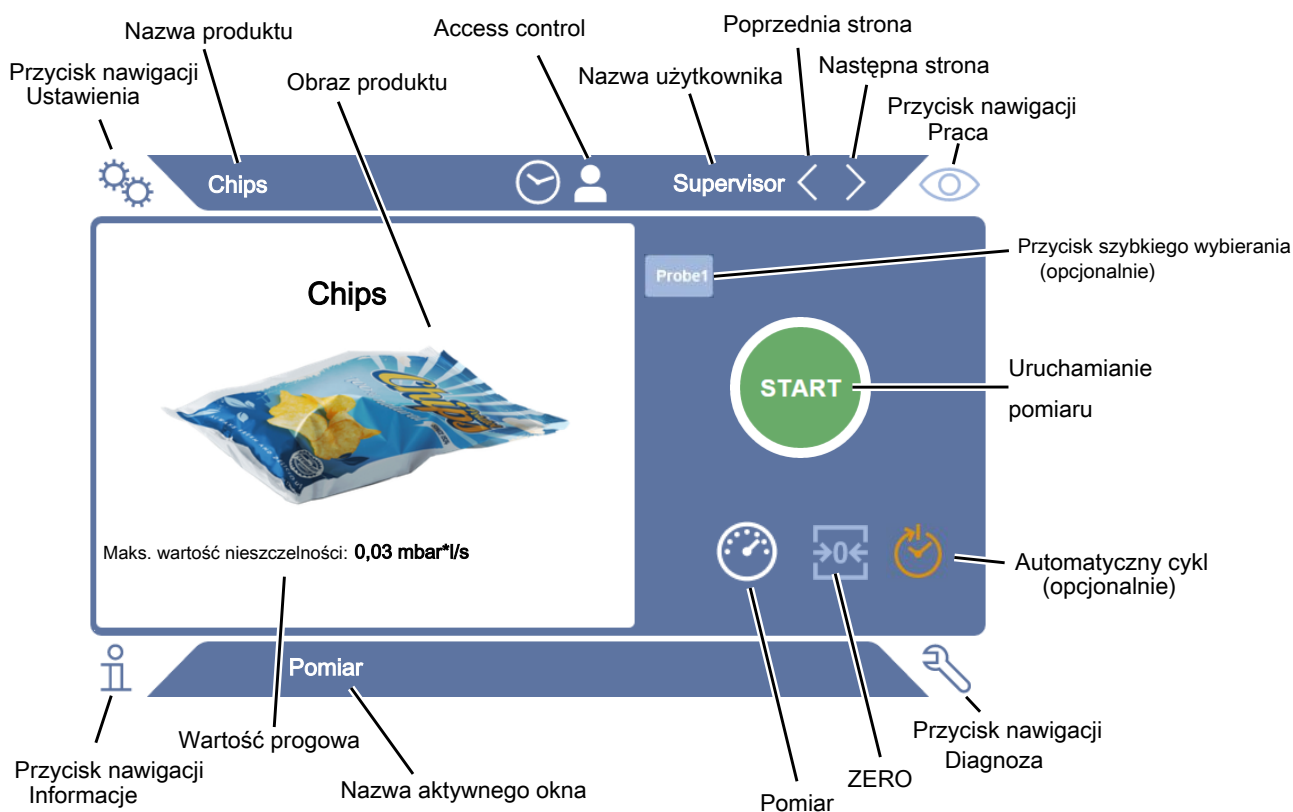 Nazwa produktu
Access control
Poprzednia strona
Przycisk nawigacji
Ustawienia
Obraz produktu
Nazwa użytkownika
Następna strona
Przycisk nawigacji
Praca
Chips
Supervisor
Przycisk szybkiego wybierania
(opcjonalnie)
Probe1
Chips
Chips
START
Uruchamianie
pomiaru
Maks. wartość nieszczelności: 0,03 mbar*l/s
→0←
Automatyczny cykl
(opcjonalnie)
Pomiar
Wartość progowa
Przycisk nawigacji
Informacje
Nazwa aktywnego okna
Pomiar
ZERO
Przycisk nawigacji
Diagnoza